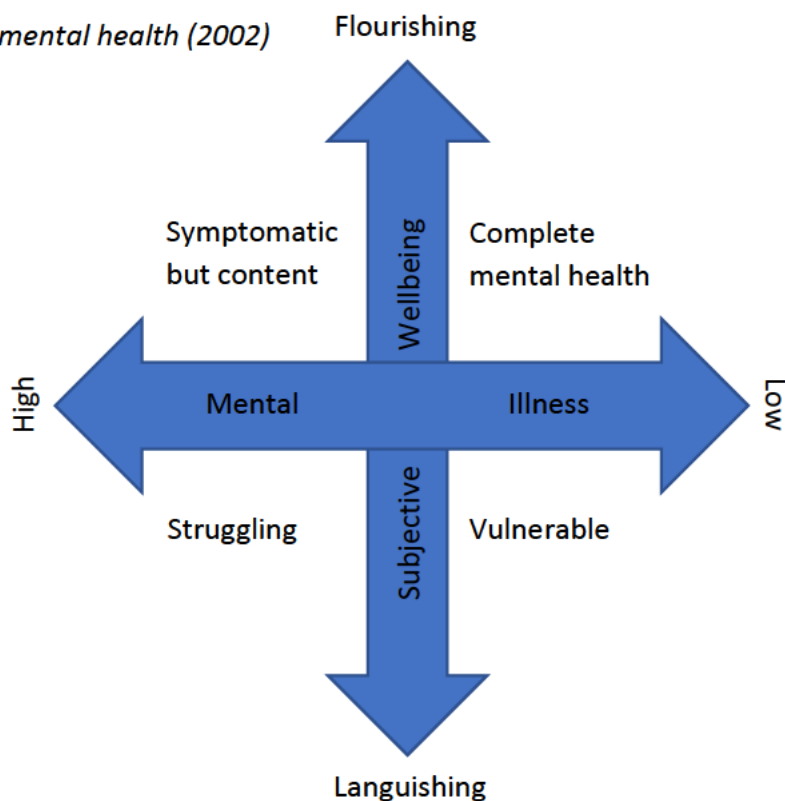 mental health (2002)
Flourishing
Symptomatic
but content
Complete
mental health
Subjective Wellbeing
High
Mental Illness
Low
Struggling
Vulnerable
Languishing